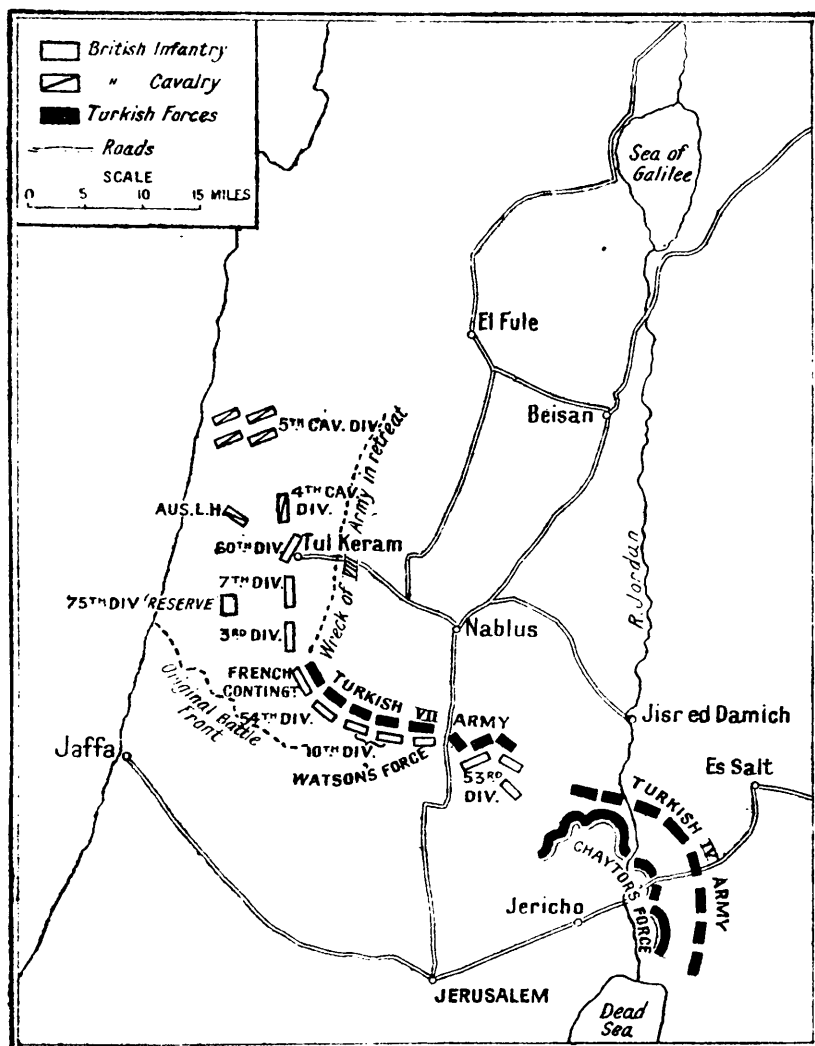 British Infantry
" Cavalry
Turkish Forces
Roads
SCALE
0 5 10 15 MILES
Sea of
Galilee
El Fule
Beisan
5TH CAV. DIV.
4TH CAV.
DIV.
AUS.L.H.
60TH DIV.
Tul Keram
Wreck of VIII Army in retreat
7TH DIV.
75TH DIV RESERVE
3RD DIV.
Nablus
R. Jordan
FRENCH
CONTINGT
TURKISH VII ARMY
54TH DIV.
Original Battle
Front
10TH DIV.
WATSON'S FORCE
53RD
DIV.
Jisr ed Damich
Jaffa
Es Salt
TURKISH IV ARMY
CHAYTOR'S FORCE
Jericho
JERUSALEM
Dead
Sea